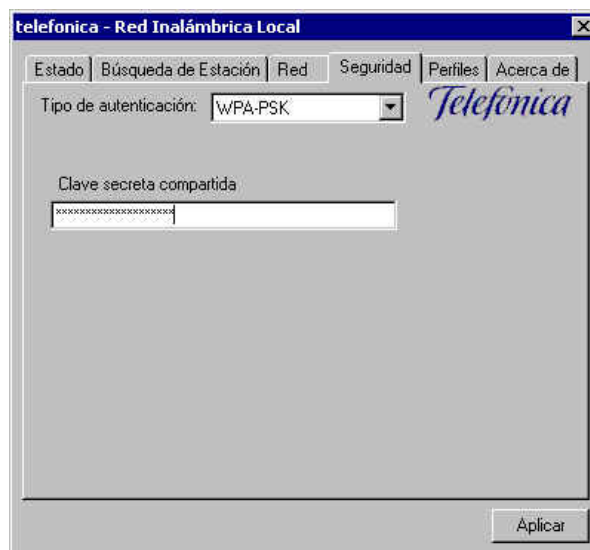 telefonica - Red Inalámbrica Local
Estado Búsqueda de Estación Red Seguridad Perfiles Acerca de
Tipo de autenticación: WPA-PSK Telefónica
Clave secreta compartida
xxxxxxxxxxxxxxxxxxxx
Aplicar